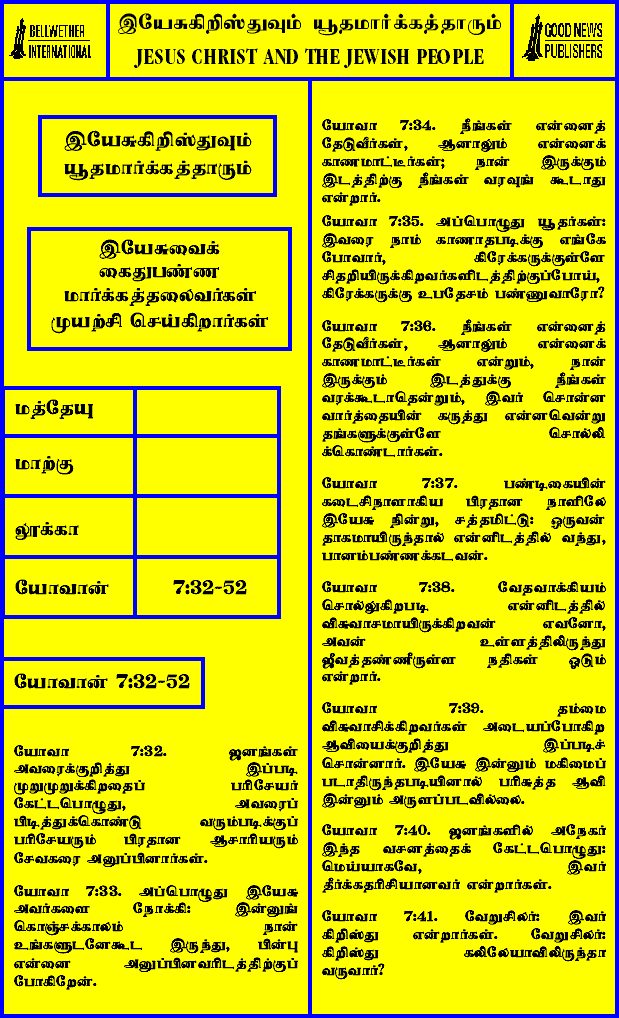 BELLWETHER
INTERNATIONAL
இயேசுகிறிஸ்துவும் யூதமார்க்கத்தாரும்
JESUS CHRIST AND THE JEWISH PEOPLE
GOOD NEWS
PUBLISHERS
இயேசுகிறிஸ்துவும்
யூதமார்க்கத்தாரும்
இயேசுவைக்
கைதுபண்ண
மார்க்கத்தலைவர்கள்
முயற்சி செய்கிறார்கள்
மத்தேயு
மாற்கு
லூக்கா
யோவான் 7:32-52
யோவான் 7:32-52
யோவா 7:32. ஜனங்கள்
அவரைக்குறித்து இப்படி
முறுமுறுக்கிறதைப் பரிசேயர்
கேட்டபொழுது, அவரைப்
பிடித்துக்கொண்டு வரும்படிக்குப்
பரிசேயரும் பிரதான ஆசாரியரும்
சேவகரை அனுப்பினார்கள்.
யோவா 7:33. அப்பொழுது இயேசு
அவர்களை நோக்கி: இன்னுங்
கொஞ்சக்காலம் நான்
உங்களுடனேகூட இருந்து, பின்பு
என்னை அனுப்பினவரிடத்திற்குப்
போகிறேன்.
யோவா 7:34. நீங்கள் என்னைத்
தேடுவீர்கள், ஆனாலும் என்னைக்
காணமாட்டீர்கள்; நான் இருக்கும்
இடத்திற்கு நீங்கள் வரவுங் கூடாது
என்றார்.
யோவா 7:35. அப்பொழுது யூதர்கள்:
இவரை நாம் காணாதபடிக்கு எங்கே
போவார், கிரேக்கருக்குள்ளே
சிதறியிருக்கிறவர்களிடத்திற்குப்போய்,
கிரேக்கருக்கு உபதேசம் பண்ணுவாரோ?
யோவா 7:36. நீங்கள் என்னைத்
தேடுவீர்கள், ஆனாலும் என்னைக்
காணமாட்டீர்கள் என்றும், நான்
இருக்கும் இடத்துக்கு நீங்கள்
வரக்கூடாதென்றும், இவர் சொன்ன
வார்த்தையின் கருத்து என்னவென்று
தங்களுக்குள்ளே சொல்லி
க்கொண்டார்கள்.
யோவா 7:37. பண்டிகையின்
கடைசிநாளாகிய பிரதான நாளிலே
இயேசு நின்று, சத்தமிட்டு: ஒருவன்
தாகமாயிருந்தால் என்னிடத்தில் வந்து,
பானம்பண்ணக்கடவன்.
யோவா 7:38. வேதவாக்கியம்
சொல்லுகிறபடி என்னிடத்தில்
விசுவாசமாயிருக்கிறவன் எவனோ,
அவன் உள்ளத்திலிருந்து
ஜீவத்தண்ணீருள்ள நதிகள் ஓடும்
என்றார்.
யோவா 7:39. தம்மை
விசுவாசிக்கிறவர்கள் அடையப்போகிற
ஆவியைக்குறித்து இப்படிச்
சொன்னார். இயேசு இன்னும் மகிமைப்
படாதிருந்தபடியினால் பரிசுத்த ஆவி
இன்னும் அருளப்படவில்லை.
யோவா 7:40. ஜனங்களில் அநேகர்
இந்த வசனத்தைக் கேட்டபொழுது:
மெய்யாகவே, இவர்
தீர்க்கதரிசியானவர் என்றார்கள்.
யோவா 7:41. வேறுசிலர்: இவர்
கிறிஸ்து என்றார்கள். வேறுசிலர்:
கிறிஸ்து கலிலேயாவிலிருந்தா
வருவார்?